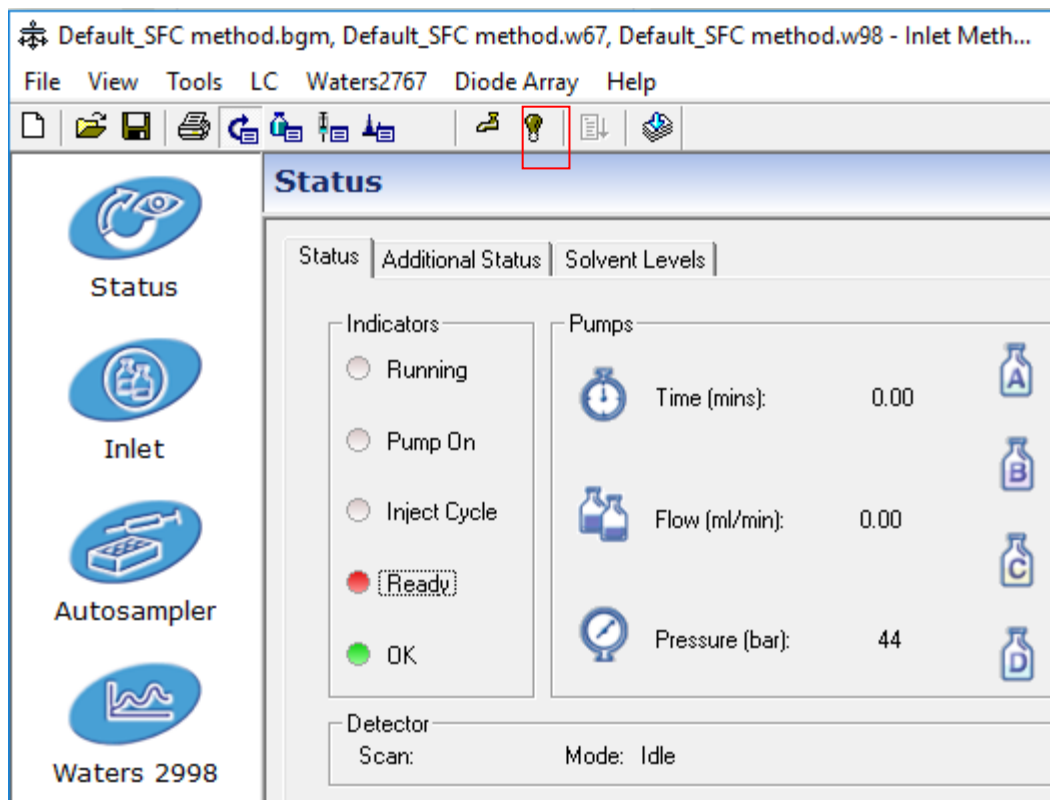 Default_SFC method.bgm, Default_SFC method.w67, Default_SFC method.w98 - Inlet Meth...
File View Tools LC Waters2767 Diode Array Help
Status
Status
Inlet
Autosampler
Waters 2998
Status Additional Status Solvent Levels
Indicators
Running
Pump On
Inject Cycle
Ready
OK
Pumps
Time (mins): 0.00
Flow (ml/min): 0.00
Pressure (bar): 44
A
B
C
D
Detector
Scan: Mode: Idle